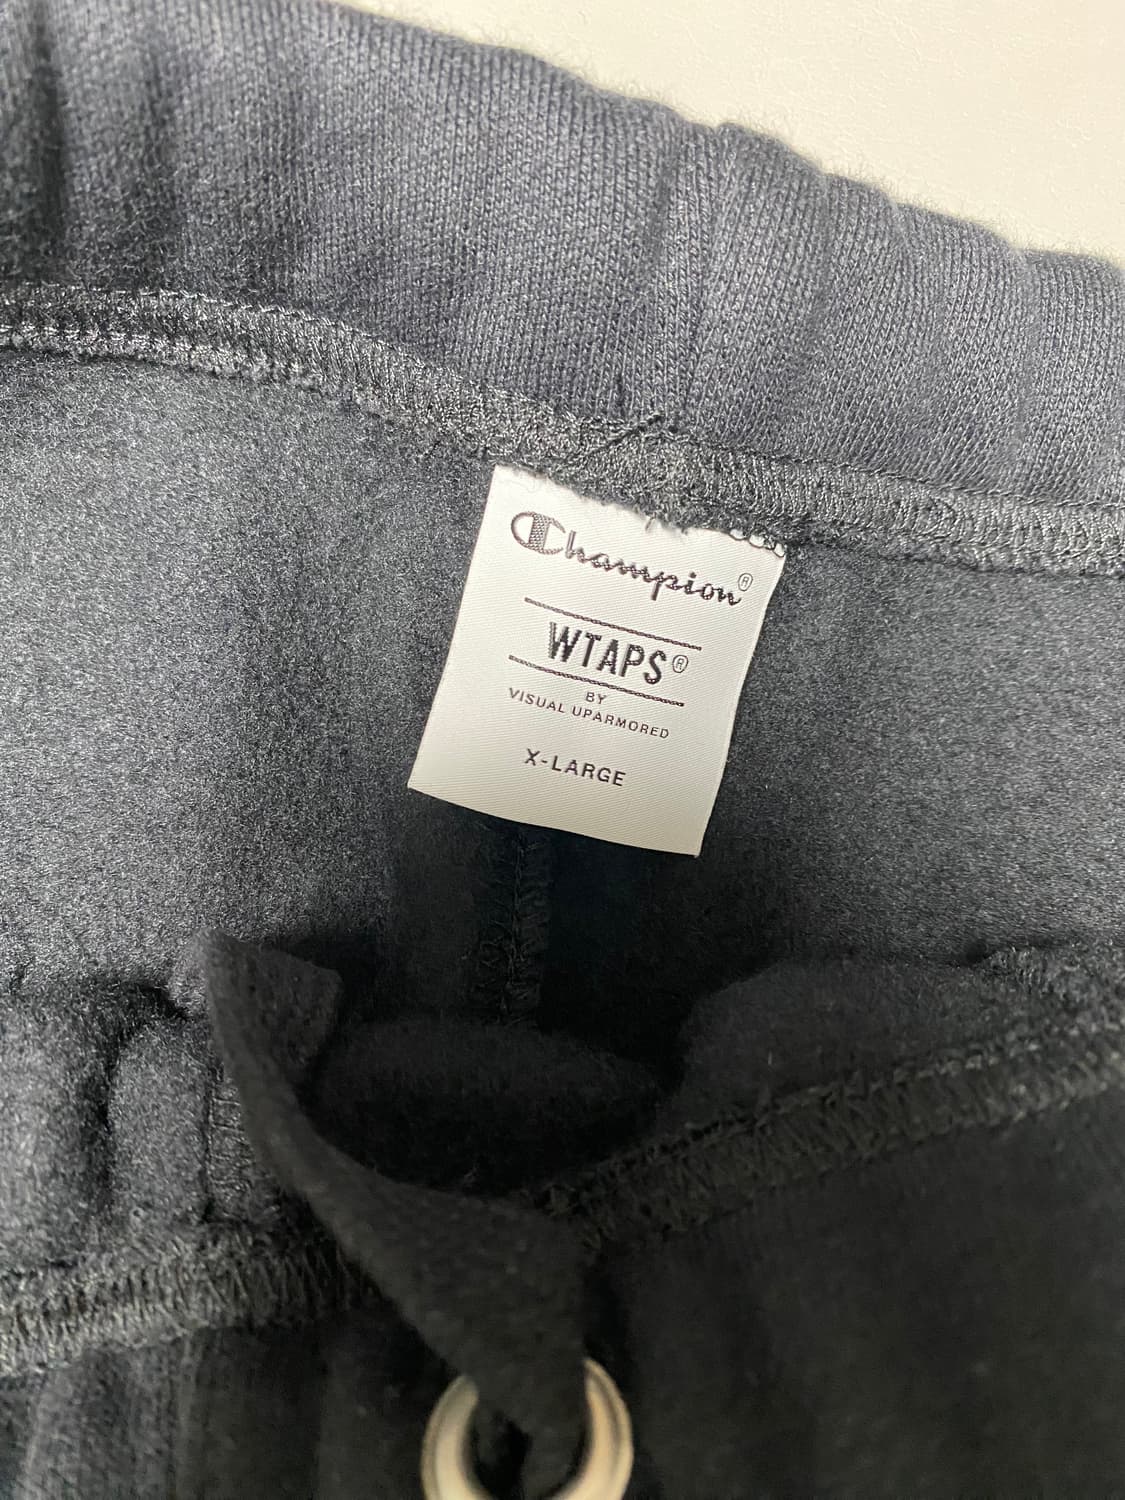 Champion®
WTAPS®
BY
VISUAL UPARMORED
X-LARGE